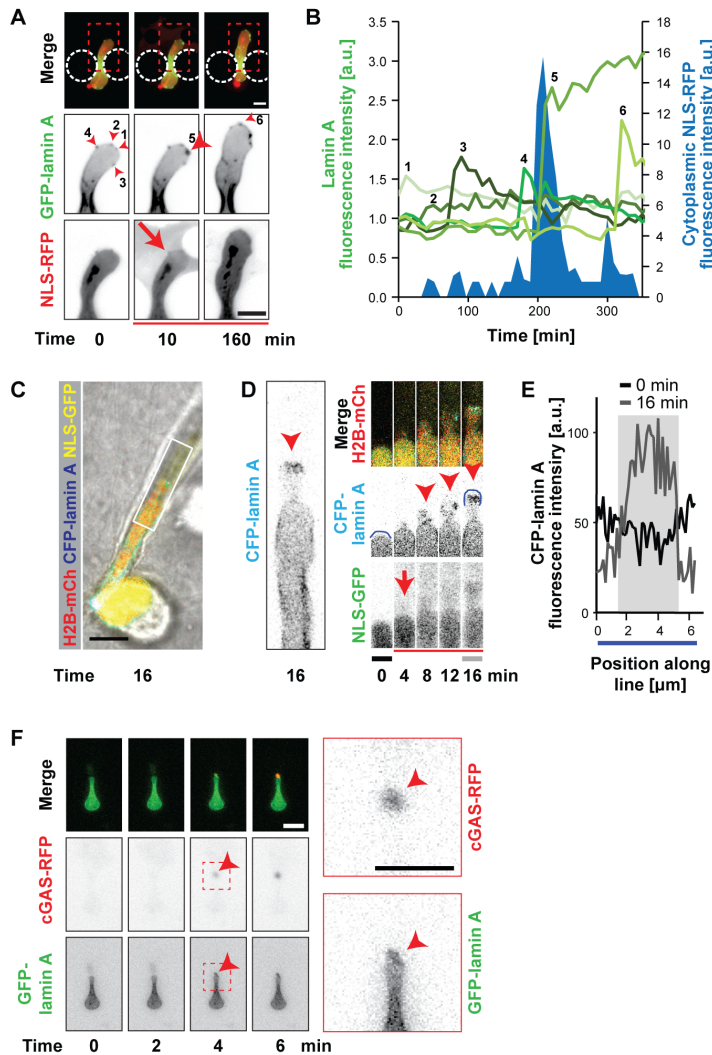 A
Merge
GFP-lamin A
4
2
1
3
5
6
NLS-RFP
Time 0 10 160 min
B
Lamin A
fluorescence intensity [a.u.]
3.5
3.0
2.5
2.0
1.5
1.0
0.5
0.0
1
2
3
4
5
6
18
16
14
12
10
8
6
4
2
0
Cytoplasmic NLS-RFP
fluorescence intensity [a.u.]
0 100 200 300
Time [min]
C
H2B-mCh CFP-lamin A NLS-GFP
Time 16
D
CFP-lamin A
16
Merge
H2B-mCh
CFP-
lamin A
NLS-GFP
0 4 8 12 16 min
E
0 min
16 min
CFP-lamin A
fluorescence intensiry [a.u.]
100
50
0
0 2 4 6
Position along
line [µm]
F
Merge
cGAS-RFP
GFP-
lamin A
Time 0 2 4 6 min
cGAS-RFP
GFP-lamin A